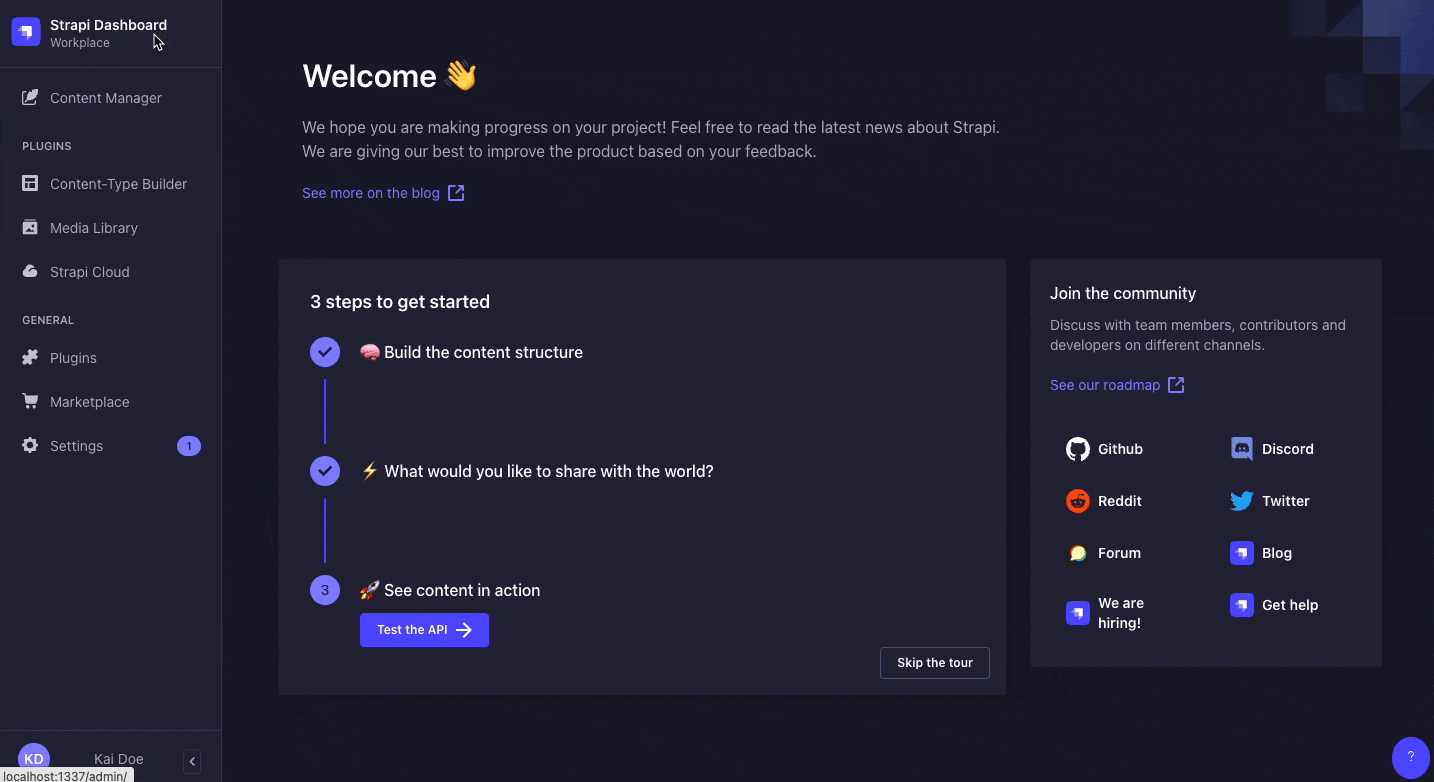 Strapi Dashboard
Workplace
Content Manager
PLUGINS
Content-Type Builder
Media Library
Strapi Cloud
GENERAL
Plugins
Marketplace
Settings
1
KD
Kai Doe
localhost:1337/admin/
Welcome 👋
We hope you are making progress on your project! Feel free to read the latest news about Strapi.
We are giving our best to improve the product based on your feedback.
See more on the blog
3 steps to get started
🧠 Build the content structure
⚡ What would you like to share with the world?
3
🚀 See content in action
Test the API
Skip the tour
Join the community
Discuss with team members, contributors and
developers on different channels.
See our roadmap
Github
Discord
Reddit
Twitter
Forum
Blog
We are
hiring!
Get help
?